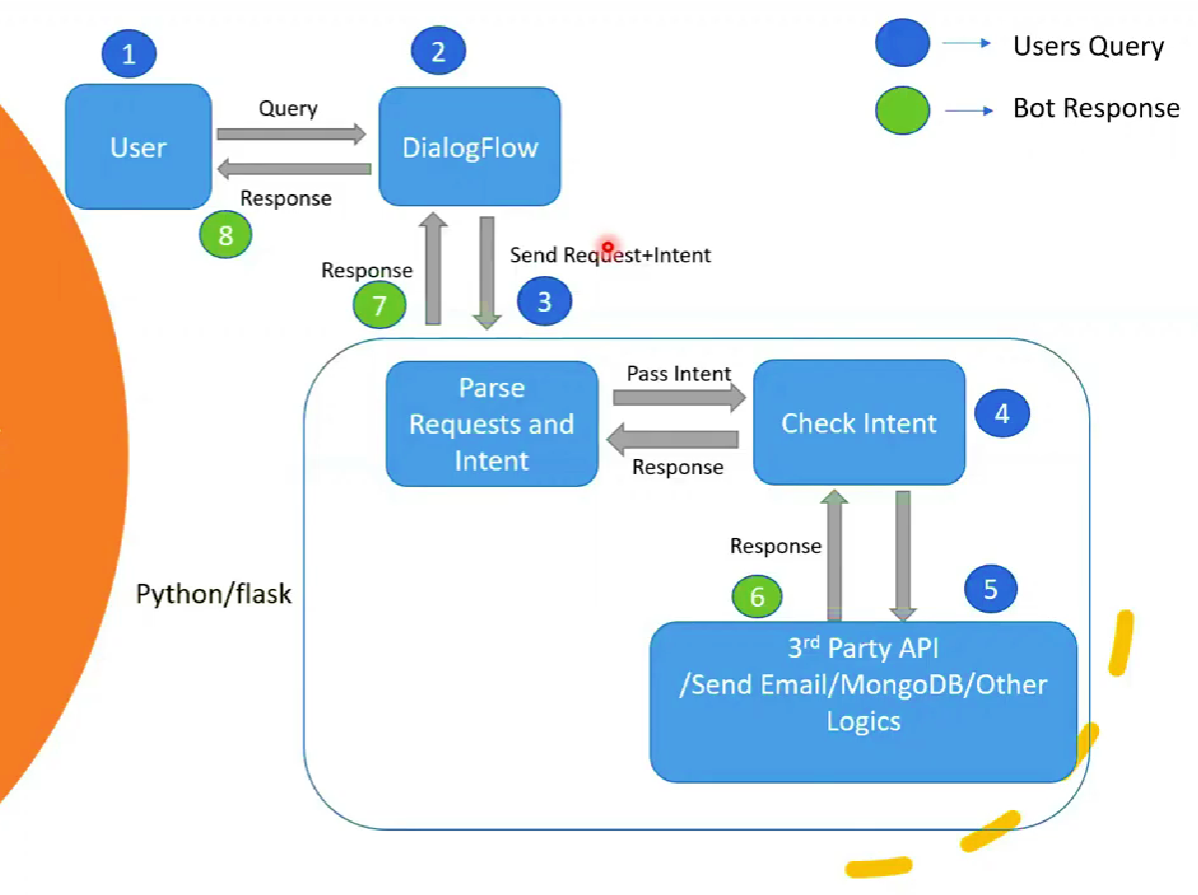 1
2
Users Query
Bot Response
User
Query
Response
DialogFlow
8
Response
7
Send Request+Intent
3
Parse
Requests and
Intent
Pass Intent
Response
Check Intent
4
Python/flask
Response
6
5
3rd Party API
/Send Email/MongoDB/Other
Logics